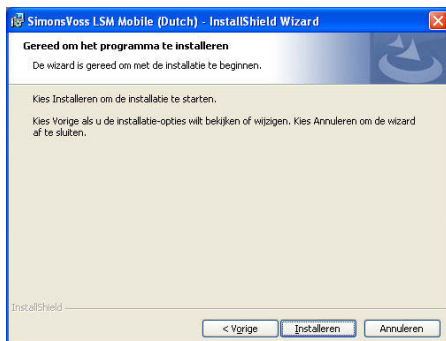 SimonsVoss LSM Mobile (Dutch) - InstallShield Wizard
Gereed om het programma te installeren
De wizard is gereed om met de installatie te beginnen.
Kies Installeren om de installatie te starten.
Kies Vorige als u de installatie-opties wilt bekijken of wijzigen. Kies Annuleren om de wizard
af te sluiten.
InstallShield
< Vorige
Installeren
Annuleren